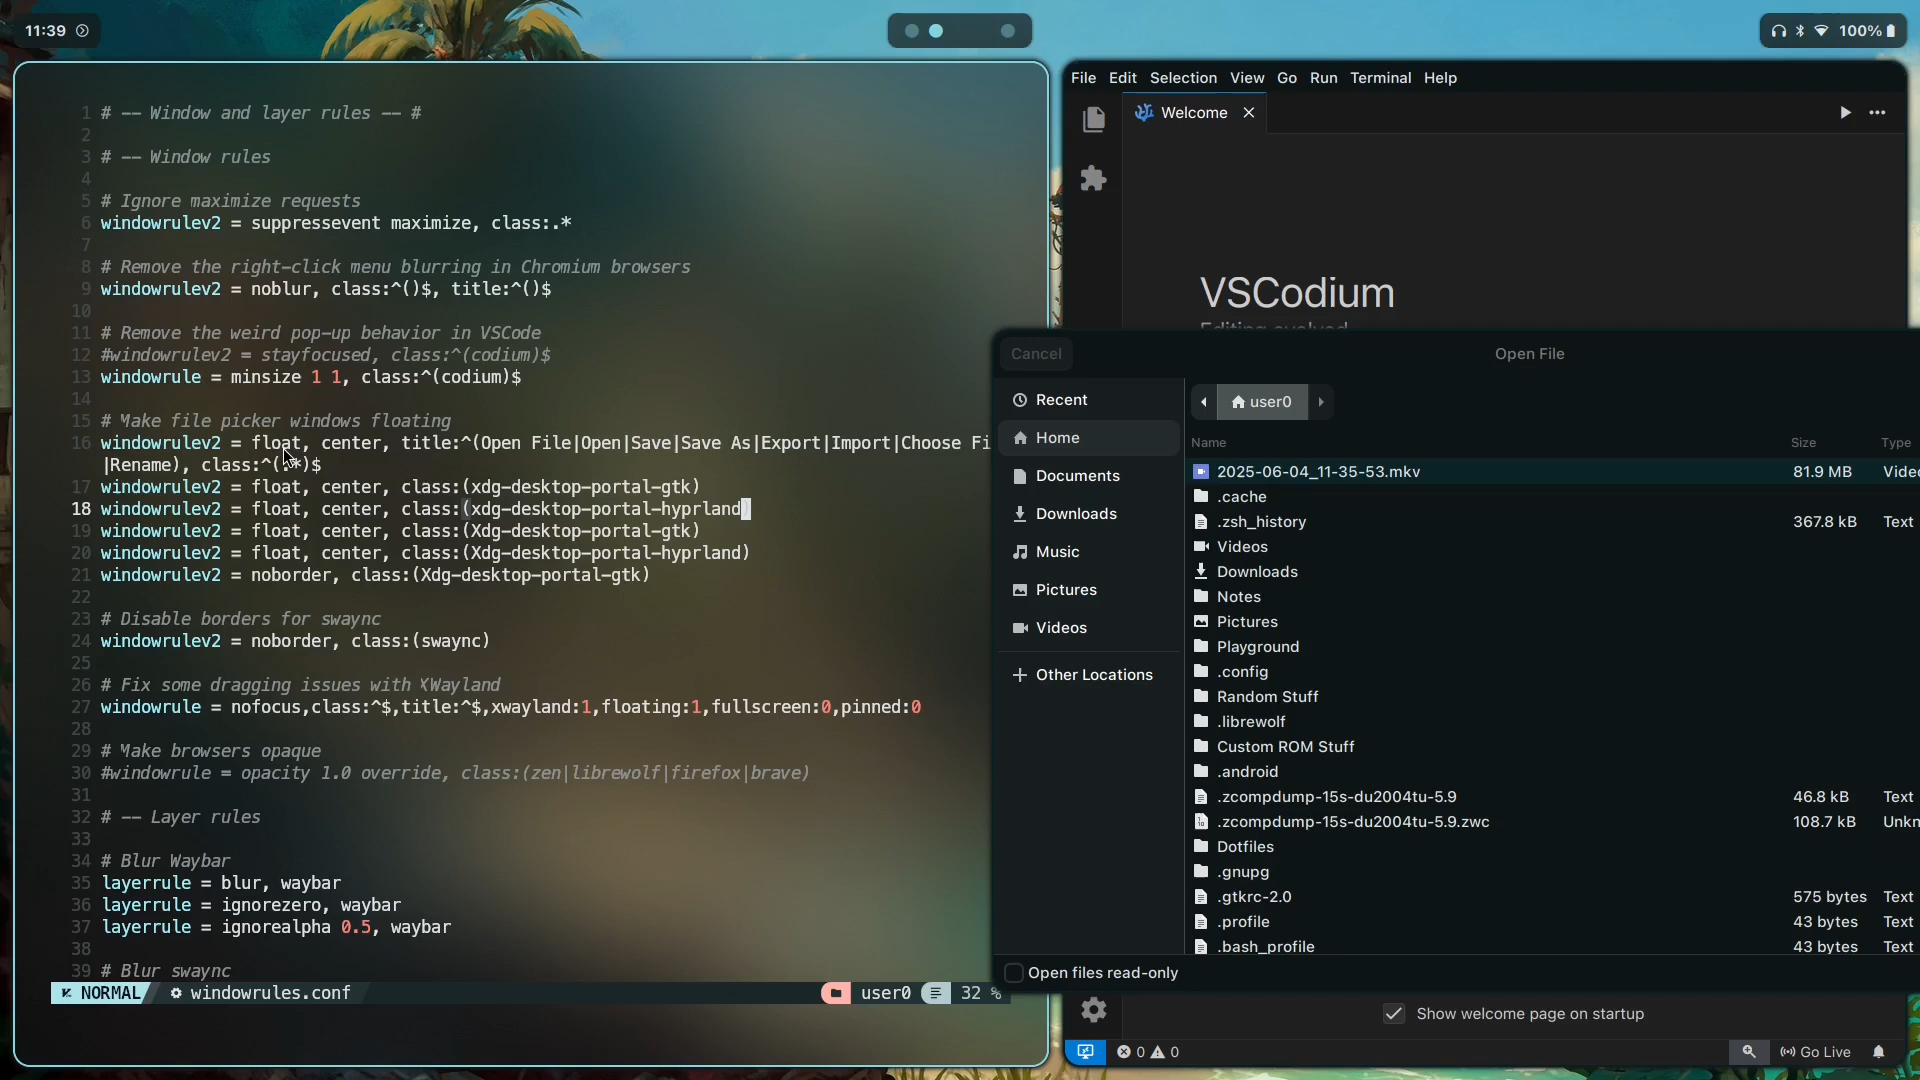 11:39
100%
1 # -- Window and layer rules -- #
2
3 # -- Window rules
4
5 # Ignore maximize requests
6 windowrulev2 = suppressevent maximize, class:.*
7
8 # Remove the right-click menu blurring in Chromium browsers
9 windowrulev2 = noblur, class:^()$, title:^()$
10
11 # Remove the weird pop-up behavior in VSCode
12 #windowrulev2 = stayfocused, class:^(codium)$
13 windowrule = minsize 1 1, class:^(codium)$
14
15 # Make file picker windows floating
16 windowrulev2 = float, center, title:^(Open File|Open|Save|Save As|Export|Import|Choose Fi
|Rename), class:^(.*)$
17 windowrulev2 = float, center, class:(xdg-desktop-portal-gtk)
18 windowrulev2 = float, center, class:(xdg-desktop-portal-hyprland)
19 windowrulev2 = float, center, class:(Xdg-desktop-portal-gtk)
20 windowrulev2 = float, center, class:(Xdg-desktop-portal-hyprland)
21 windowrulev2 = noborder, class:(Xdg-desktop-portal-gtk)
22
23 # Disable borders for swaync
24 windowrulev2 = noborder, class:(swaync)
25
26 # Fix some dragging issues with XWayland
27 windowrule = nofocus,class:^$,title:^$,xwayland:1,floating:1,fullscreen:0,pinned:0
28
29 # Make browsers opaque
30 #windowrule = opacity 1.0 override, class:(zen|librewolf|firefox|brave)
31
32 # -- Layer rules
33
34 # Blur Waybar
35 layerrule = blur, waybar
36 layerrule = ignorezero, waybar
37 layerrule = ignorealpha 0.5, waybar
38
39 # Blur swaync
NORMAL windowrules.conf user0 32 %
File Edit Selection View Go Run Terminal Help
Welcome
VSCodium
Editing evolved
Cancel Open File
Recent
Home
Documents
Downloads
Music
Pictures
Videos
Other Locations
user0
Name Size Type
2025-06-04_11-35-53.mkv 81.9 MB Video
.cache
.zsh_history 367.8 kB Text
Videos
Downloads
Notes
Pictures
Playground
.config
Random Stuff
.librewolf
Custom ROM Stuff
.android
.zcompdump-15s-du2004tu-5.9 46.8 kB Text
.zcompdump-15s-du2004tu-5.9.zwc 108.7 kB Unkn
Dotfiles
.gnupg
.gtkrc-2.0 575 bytes Text
.profile 43 bytes Text
.bash_profile 43 bytes Text
Open files read-only
Show welcome page on startup
0 0 Go Live